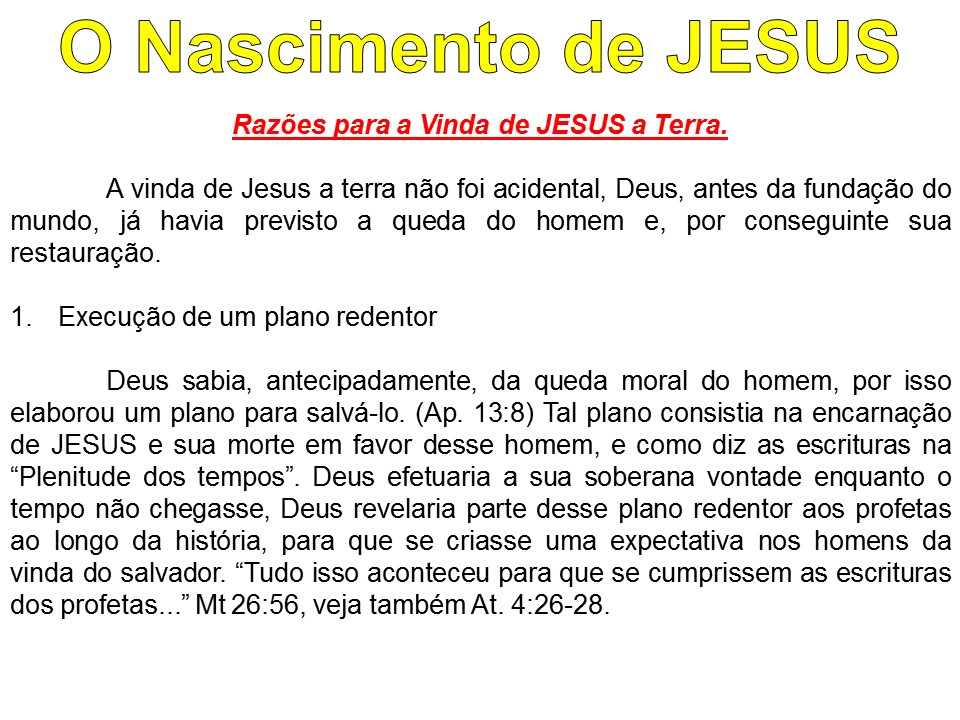 O Nascimento de JESUS
Razões para a Vinda de JESUS a Terra.
A vinda de Jesus a terra não foi acidental, Deus, antes da fundação do
mundo, já havia previsto a queda do homem e, por conseguinte sua
restauração.
1. Execução de um plano redentor
Deus sabia, antecipadamente, da queda moral do homem, por isso
elaborou um plano para salvá-lo. (Ap. 13:8) Tal plano consistia na encarnação
de JESUS e sua morte em favor desse homem, e como diz as escrituras na
“Plenitude dos tempos”. Deus efetuaria a sua soberana vontade enquanto o
tempo não chegasse, Deus revelaria parte desse plano redentor aos profetas
ao longo da história, para que se criasse uma expectativa nos homens da
vinda do salvador. “Tudo isso aconteceu para que se cumprissem as escrituras
dos profetas...” Mt 26:56, veja também At. 4:26-28.